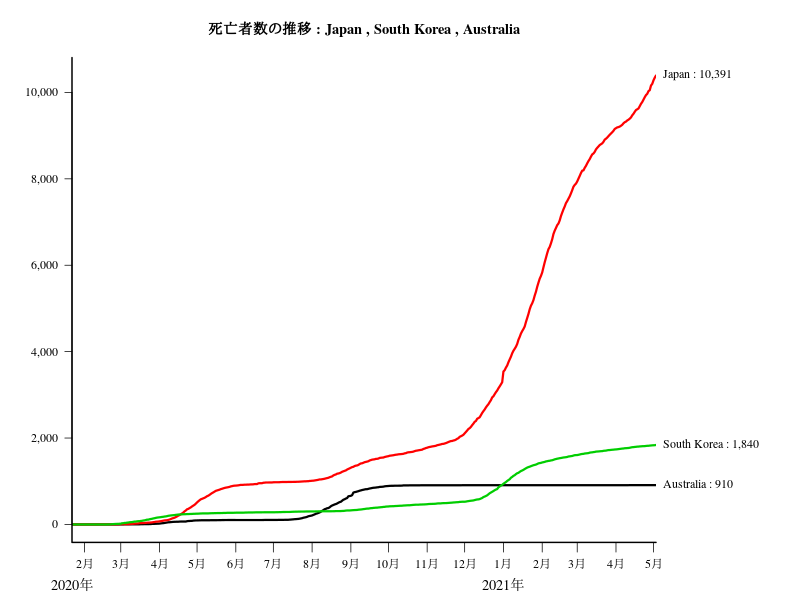 死亡者数の推移 : Japan , South Korea , Australia
10,000
8,000
6,000
4,000
2,000
0
Japan : 10,391
South Korea : 1,840
Australia : 910
2月 3月 4月 5月 6月 7月 8月 9月 10月 11月 12月 1月 2月 3月 4月 5月
2020年 2021年